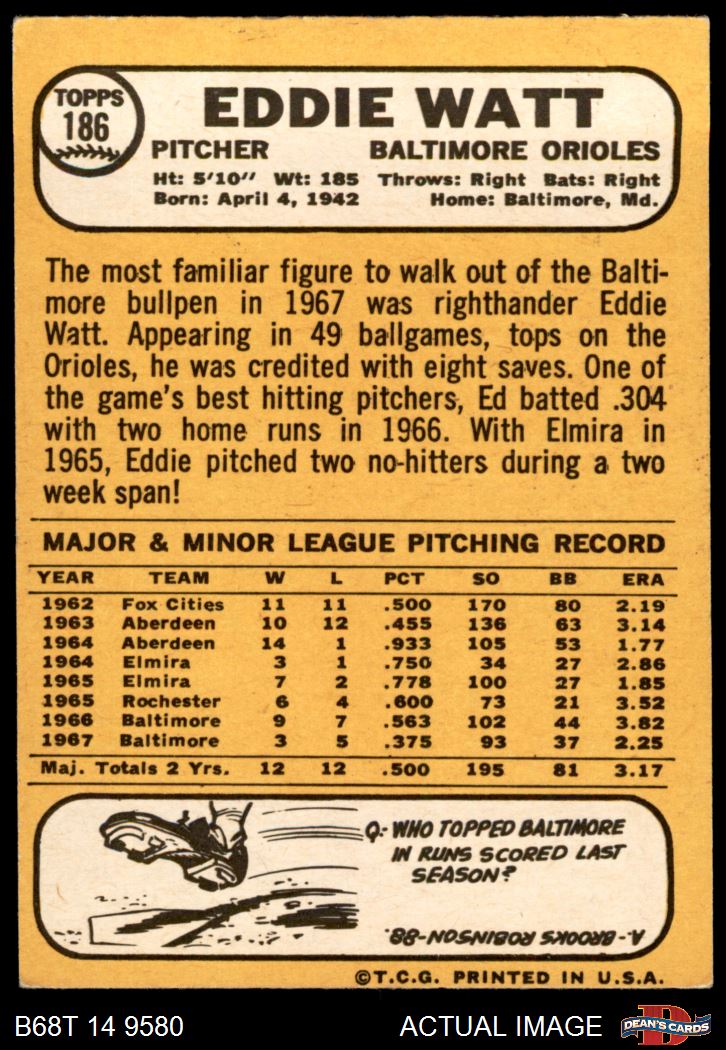 TOPPS
186
EDDIE WATT
PITCHER BALTIMORE ORIOLES
Ht: 5'10" Wt: 185 Throws: Right Bats: Right
Born: April 4, 1942 Home: Baltimore, Md.
The most familiar figure to walk out of the Balti-
more bullpen in 1967 was righthander Eddie
Watt. Appearing in 49 ballgames, tops on the
Orioles, he was credited with eight saves. One of
the game's best hitting pitchers, Ed batted .304
with two home runs in 1966. With Elmira in
1965, Eddie pitched two no-hitters during a two
week span!
MAJOR & MINOR LEAGUE PITCHING RECORD
YEAR TEAM W L PCT SO BB ERA
1962 Fox Cities 11 11 .500 170 80 2.19
1963 Aberdeen 10 12 .455 136 63 3.14
1964 Aberdeen 14 1 .933 105 53 1.77
1964 Elmira 3 1 .750 34 27 2.86
1965 Elmira 7 2 .778 100 27 1.85
1965 Rochester 6 4 .600 73 21 3.52
1966 Baltimore 9 7 .563 102 44 3.82
1967 Baltimore 3 5 .375 93 37 2.25
Maj. Totals 2 Yrs. 12 12 .500 195 81 3.17
Q- WHO TOPPED BALTIMORE
IN RUNS SCORED LAST
SEASON?
A- BROOKS ROBINSON-88.
©T.C.G. PRINTED IN U.S.A.
B68T 14 9580 ACTUAL IMAGE
D
DEAN'S CARDS